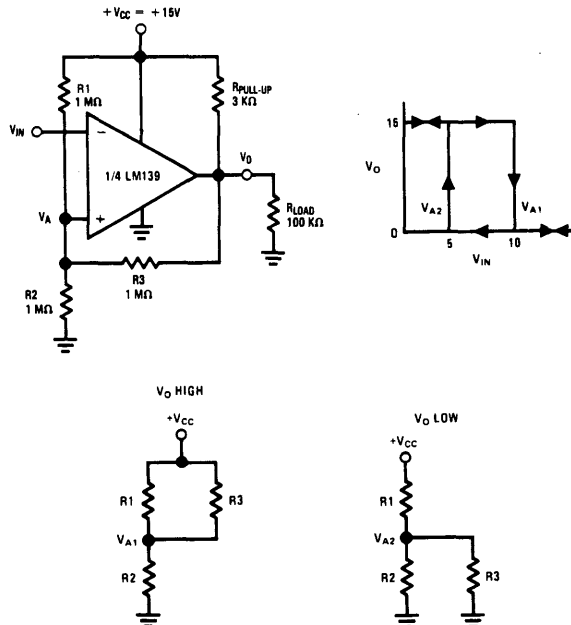 +VCC = +15V
R1
1 MΩ
RPULL-UP
3 KΩ
VIN
−
1/4 LM139
VO
VA
+
RLOAD
100 KΩ
R3
1 MΩ
R2
1 MΩ
15
VO
VA2
VA1
0
5
10
VIN
VO HIGH
+VCC
R1
R3
VA1
R2
VO LOW
+VCC
R1
VA2
R2
R3